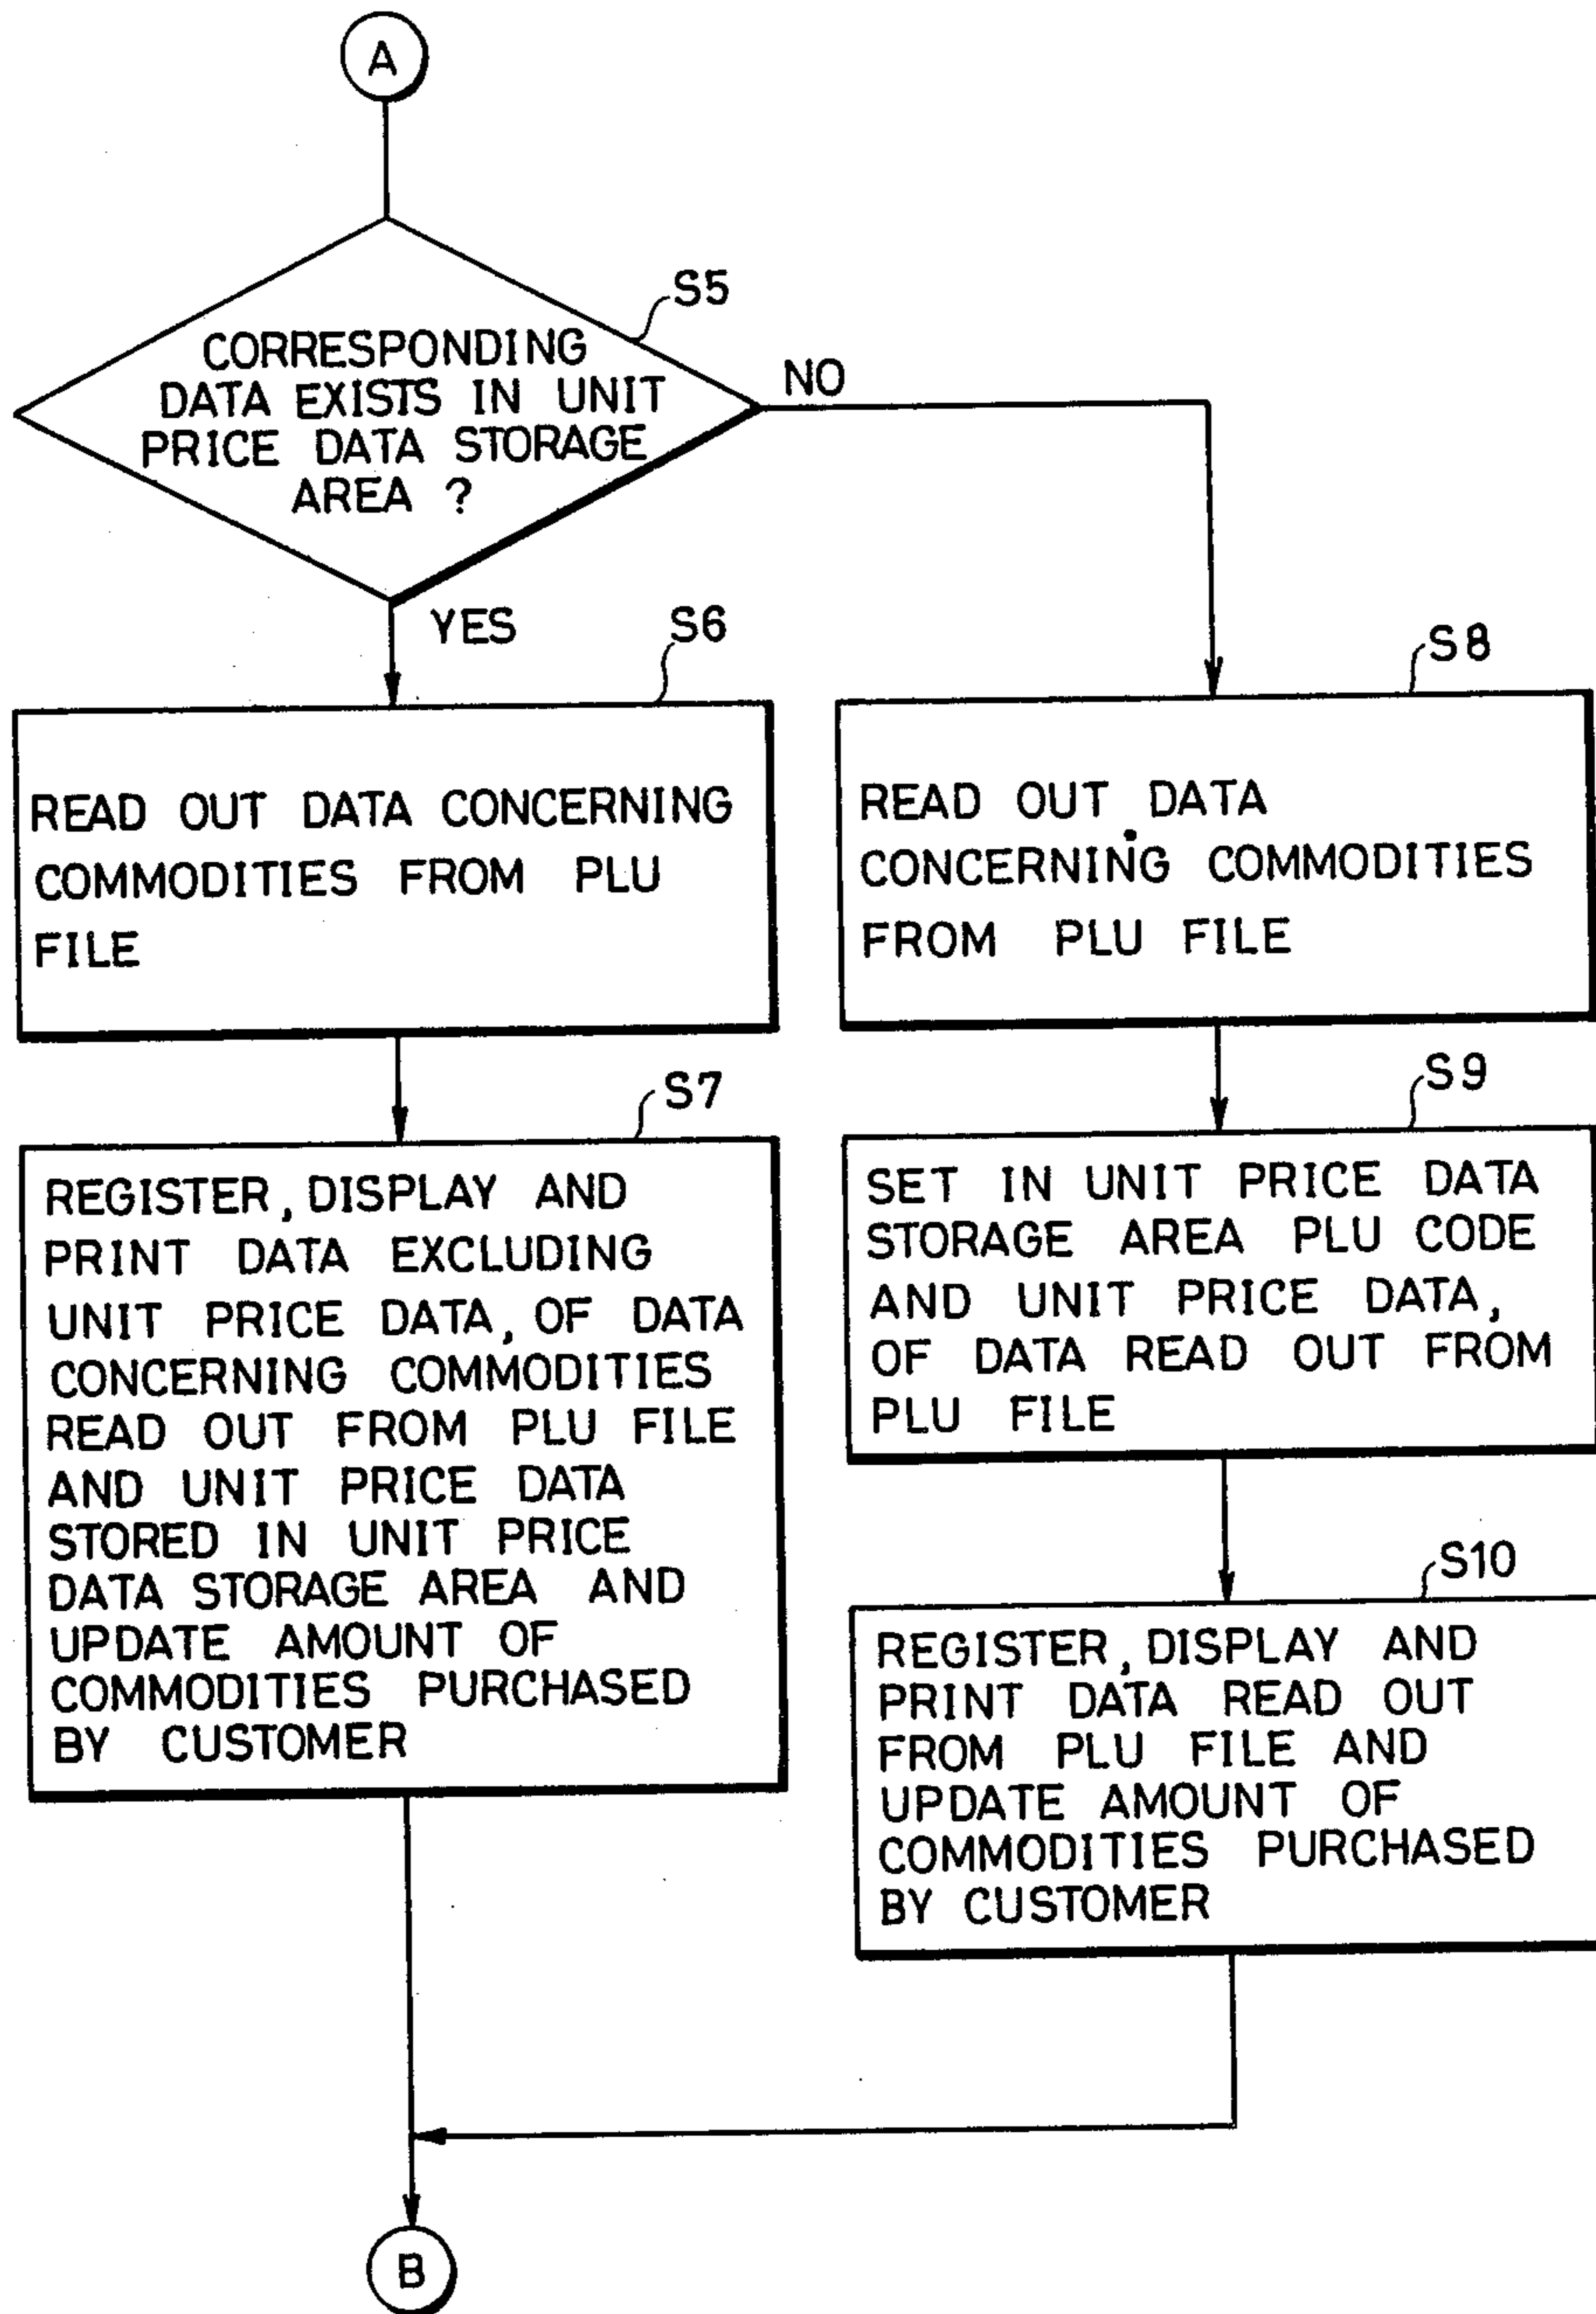 A
S5
CORRESPONDING
DATA EXISTS IN UNIT
PRICE DATA STORAGE
AREA ?
NO
YES
S6
READ OUT DATA CONCERNING
COMMODITIES FROM PLU
FILE
S7
REGISTER, DISPLAY AND
PRINT DATA EXCLUDING
UNIT PRICE DATA, OF DATA
CONCERNING COMMODITIES
READ OUT FROM PLU FILE
AND UNIT PRICE DATA
STORED IN UNIT PRICE
DATA STORAGE AREA AND
UPDATE AMOUNT OF
COMMODITIES PURCHASED
BY CUSTOMER
S8
READ OUT DATA
CONCERNING COMMODITIES
FROM PLU FILE
S9
SET IN UNIT PRICE DATA
STORAGE AREA PLU CODE
AND UNIT PRICE DATA,
OF DATA READ OUT FROM
PLU FILE
S10
REGISTER, DISPLAY AND
PRINT DATA READ OUT
FROM PLU FILE AND
UPDATE AMOUNT OF
COMMODITIES PURCHASED
BY CUSTOMER
B